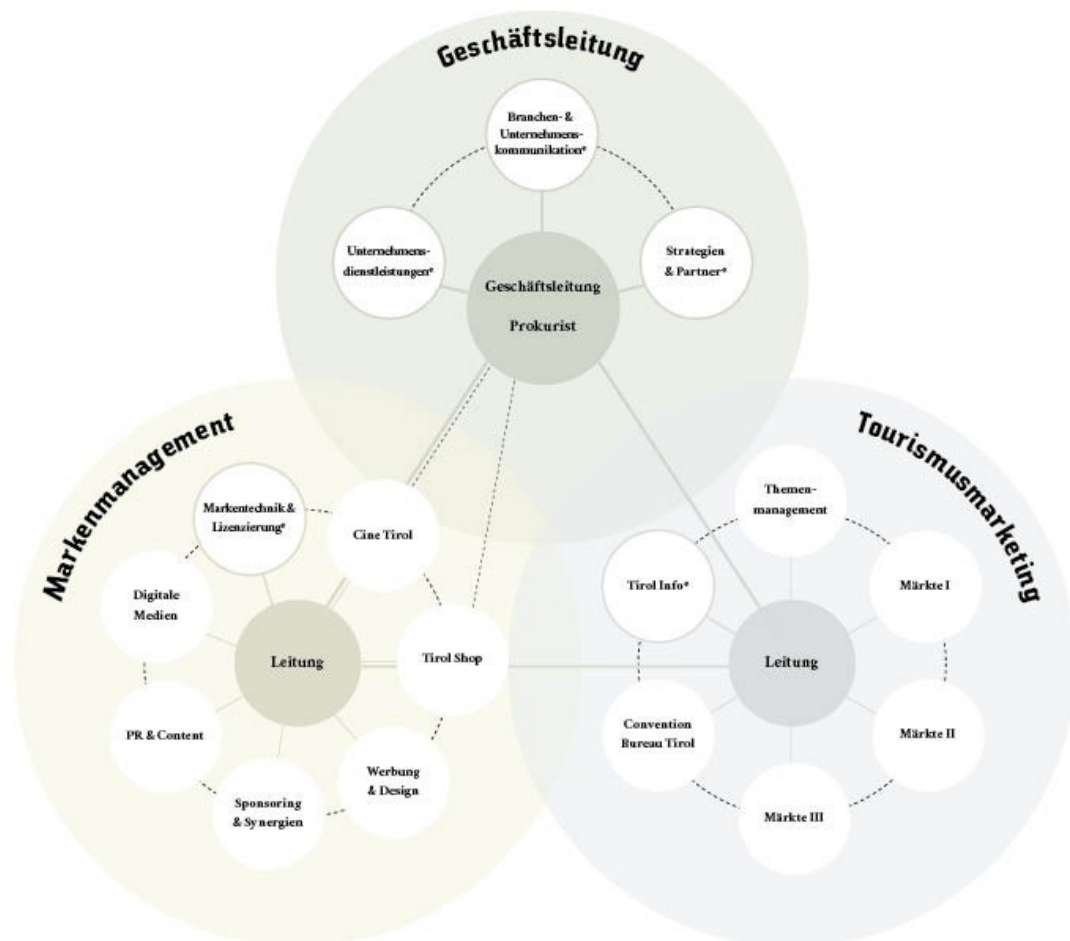 Geschäftsleitung
Branchen- &
Unternehmens-
kommunikation*
Unternehmens-
dienstleistungen*
Strategien
& Partner*
Geschäftsleitung
Prokurist
Markenmanagement
Markentechnik &
Lizenzierung*
Cine Tirol
Digitale
Medien
Leitung
Tirol Shop
PR & Content
Werbung
& Design
Sponsoring
& Synergien
Tourismusmarketing
Themen-
management
Tirol Info*
Märkte I
Leitung
Convention
Bureau Tirol
Märkte II
Märkte III